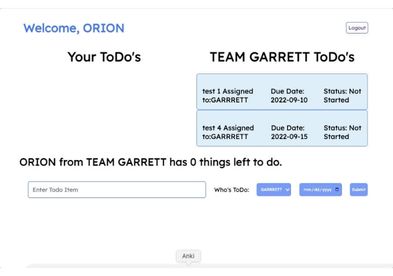 Welcome, ORION
Logout
Your ToDo's
TEAM GARRETT ToDo's
test 1 Assigned
to:GARRRETT
Due Date:
2022-09-10
Status: Not
Started
test 4 Assigned
to:GARRRETT
Due Date:
2022-09-15
Status: Not
Started
ORION from TEAM GARRETT has 0 things left to do.
Enter Todo Item
Who's ToDo:
GARRRETT
mm/dd/yyyy
Submit
Anki